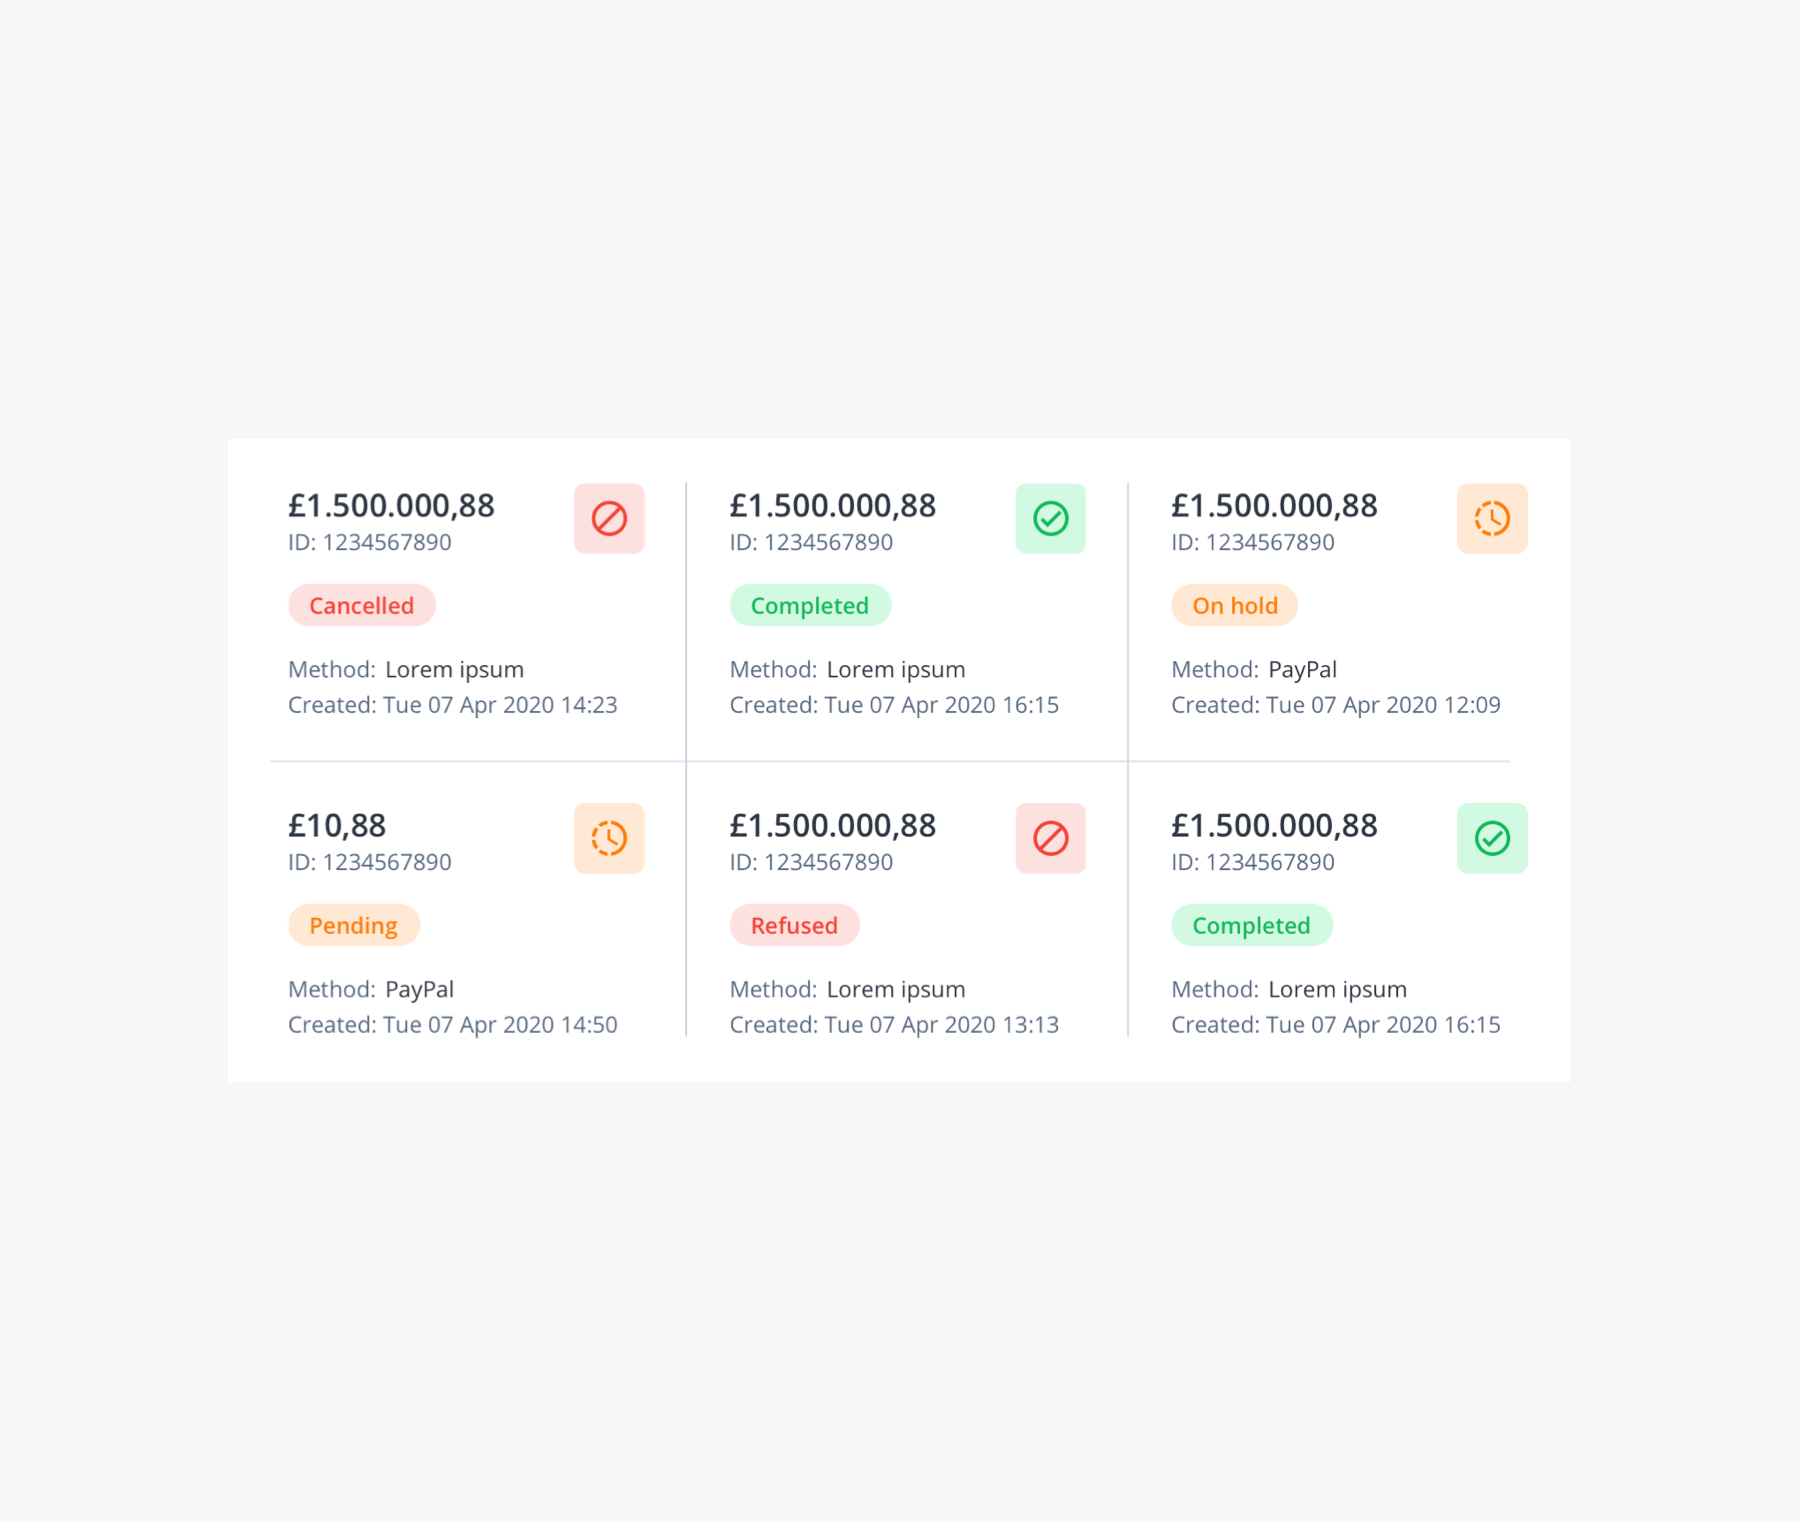 £1.500.000,88
ID: 1234567890
Cancelled
Method: Lorem ipsum
Created: Tue 07 Apr 2020 14:23
£1.500.000,88
ID: 1234567890
Completed
Method: Lorem ipsum
Created: Tue 07 Apr 2020 16:15
£1.500.000,88
ID: 1234567890
On hold
Method: PayPal
Created: Tue 07 Apr 2020 12:09
£10,88
ID: 1234567890
Pending
Method: PayPal
Created: Tue 07 Apr 2020 14:50
£1.500.000,88
ID: 1234567890
Refused
Method: Lorem ipsum
Created: Tue 07 Apr 2020 13:13
£1.500.000,88
ID: 1234567890
Completed
Method: Lorem ipsum
Created: Tue 07 Apr 2020 16:15